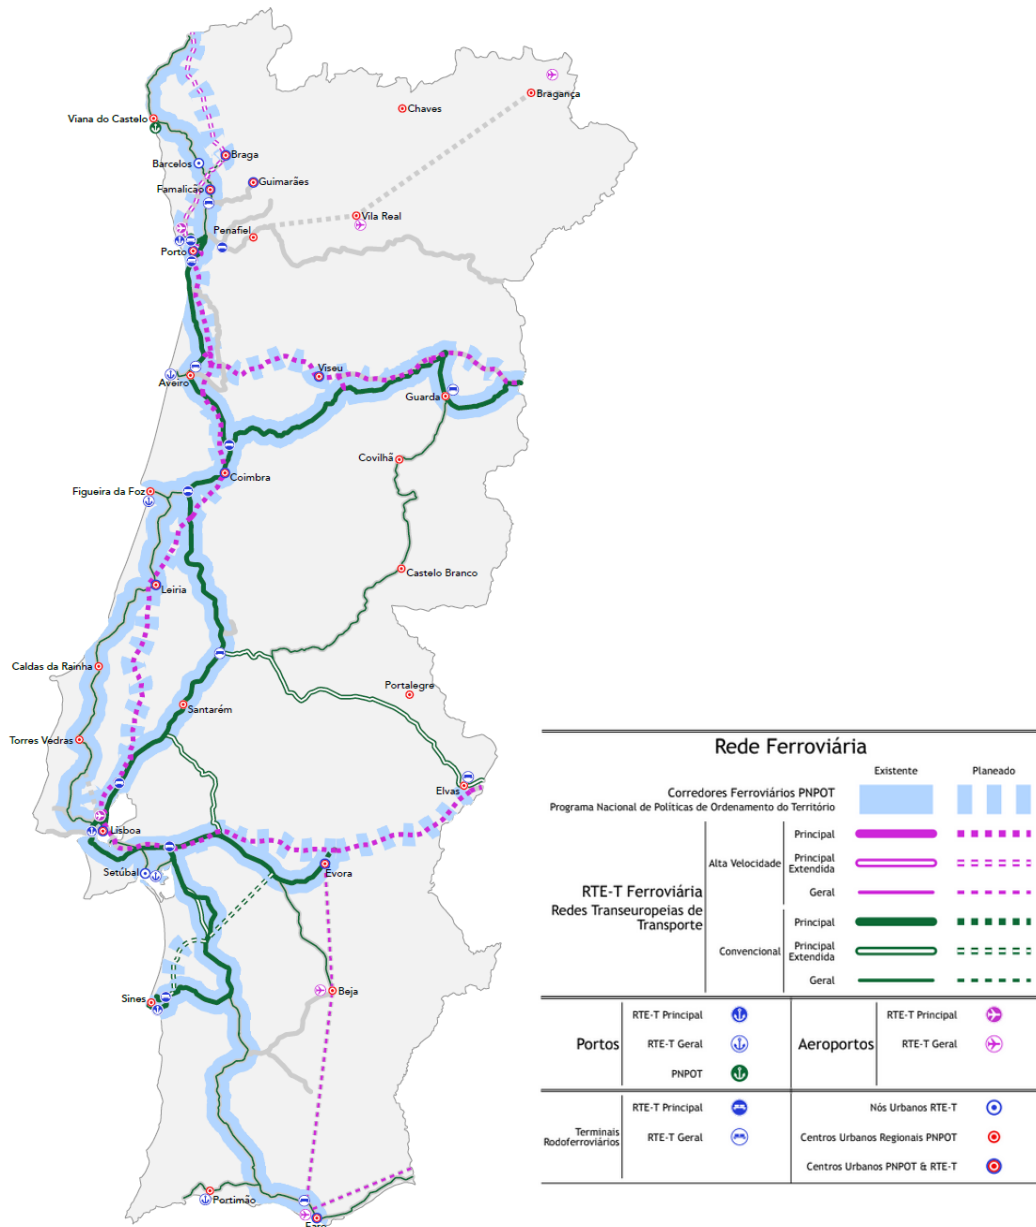 Bragança
Chaves
Viana do Castelo
Braga
Barcelos
Guimarães
Famalicão
Vila Real
Penafiel
Porto
Viseu
Aveiro
Guarda
Covilhã
Coimbra
Figueira da Foz
Castelo Branco
Leiria
Caldas da Rainha
Portalegre
Santarém
Torres Vedras
Elvas
Lisboa
Évora
Setúbal
Beja
Sines
Portimão
Faro
Rede Ferroviária
Existente Planeado
Corredores Ferroviários PNPOT
Programa Nacional de Políticas de Ordenamento do Território
RTE-T Ferroviária
Redes Transeuropeias de
Transporte
Alta Velocidade
Principal
Principal
Extendida
Geral
Convencional
Principal
Principal
Extendida
Geral
Portos
RTE-T Principal
RTE-T Geral
PNPOT
Aeroportos
RTE-T Principal
RTE-T Geral
Terminais
Rodoferroviários
RTE-T Principal
RTE-T Geral
Nós Urbanos RTE-T
Centros Urbanos Regionais PNPOT
Centros Urbanos PNPOT & RTE-T